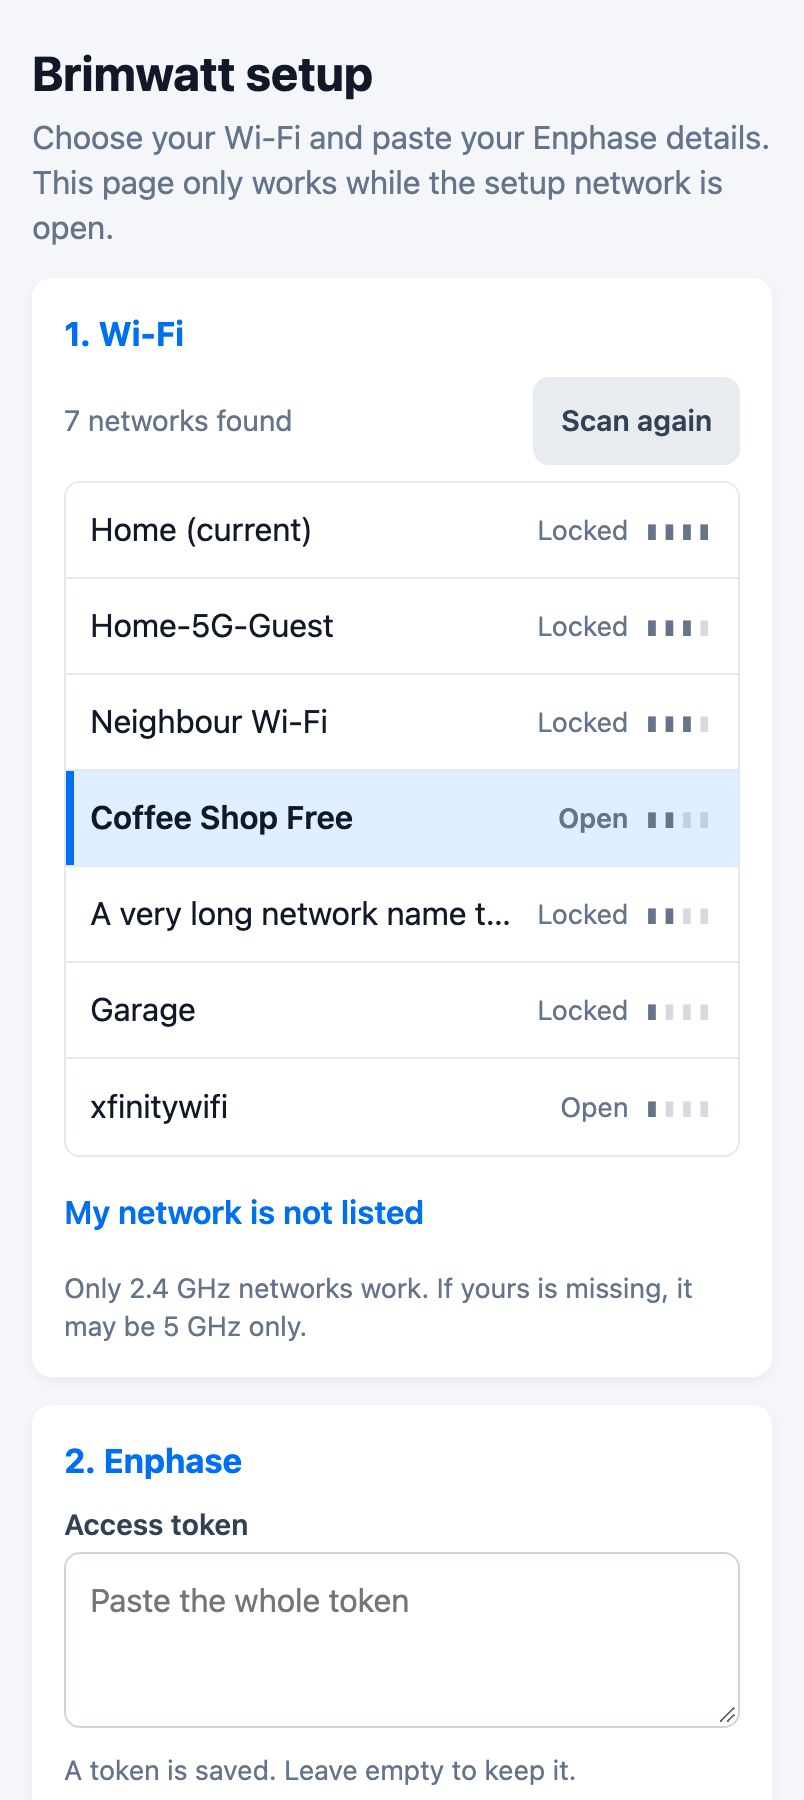 Brimwatt setup
Choose your Wi-Fi and paste your Enphase details.
This page only works while the setup network is
open.
1. Wi-Fi
7 networks found
Scan again
Home (current) Locked
Home-5G-Guest Locked
Neighbour Wi-Fi Locked
Coffee Shop Free Open
A very long network name t... Locked
Garage Locked
xfinitywifi Open
My network is not listed
Only 2.4 GHz networks work. If yours is missing, it
may be 5 GHz only.
2. Enphase
Access token
Paste the whole token
A token is saved. Leave empty to keep it.